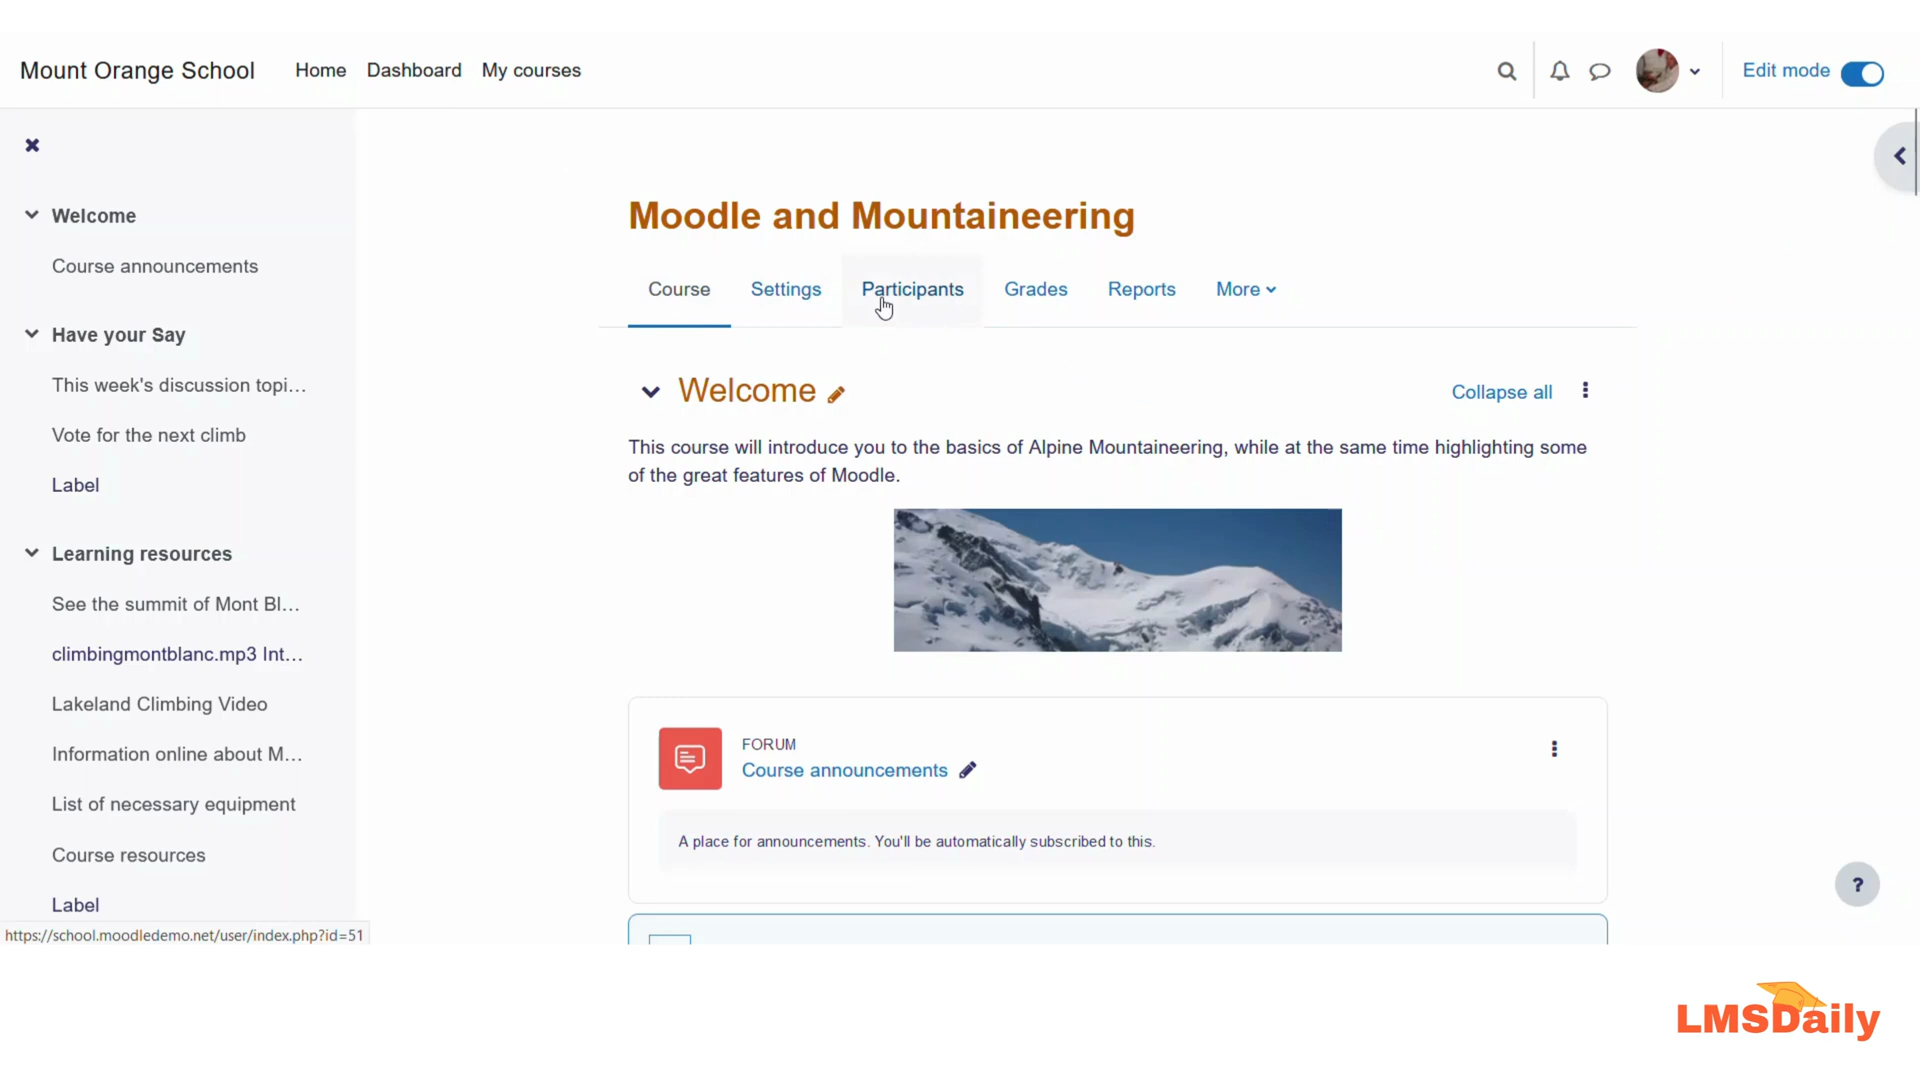 Mount Orange School Home Dashboard My courses Edit mode
Welcome
Course announcements
Have your Say
This week's discussion topi...
Vote for the next climb
Label
Learning resources
See the summit of Mont Bl...
climbingmontblanc.mp3 Int...
Lakeland Climbing Video
Information online about M...
List of necessary equipment
Course resources
Label
https://school.moodledemo.net/user/index.php?id=51
Moodle and Mountaineering
Course Settings Participants Grades Reports More
Welcome Collapse all
This course will introduce you to the basics of Alpine Mountaineering, while at the same time highlighting some
of the great features of Moodle.
FORUM
Course announcements
A place for announcements. You'll be automatically subscribed to this.
?
LMSDaily